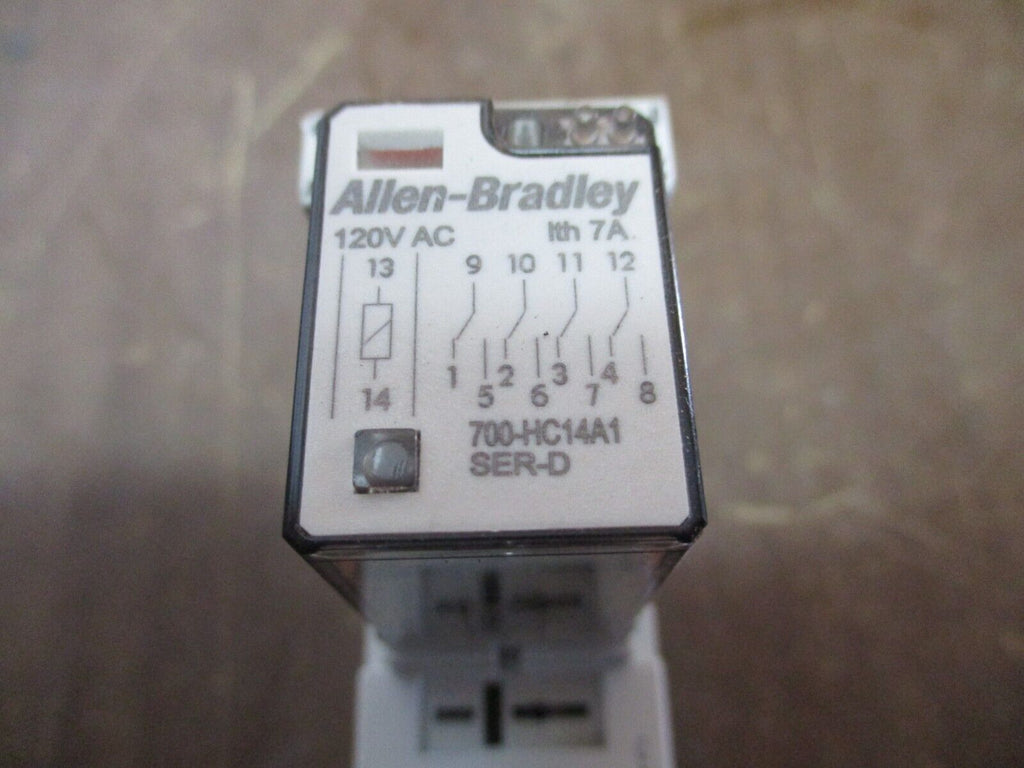 Allen-Bradley
120V AC Ith 7A.
13 9 10 11 12
14 1 5 2 6 3 7 4 8
700-HC14A1
SER-D